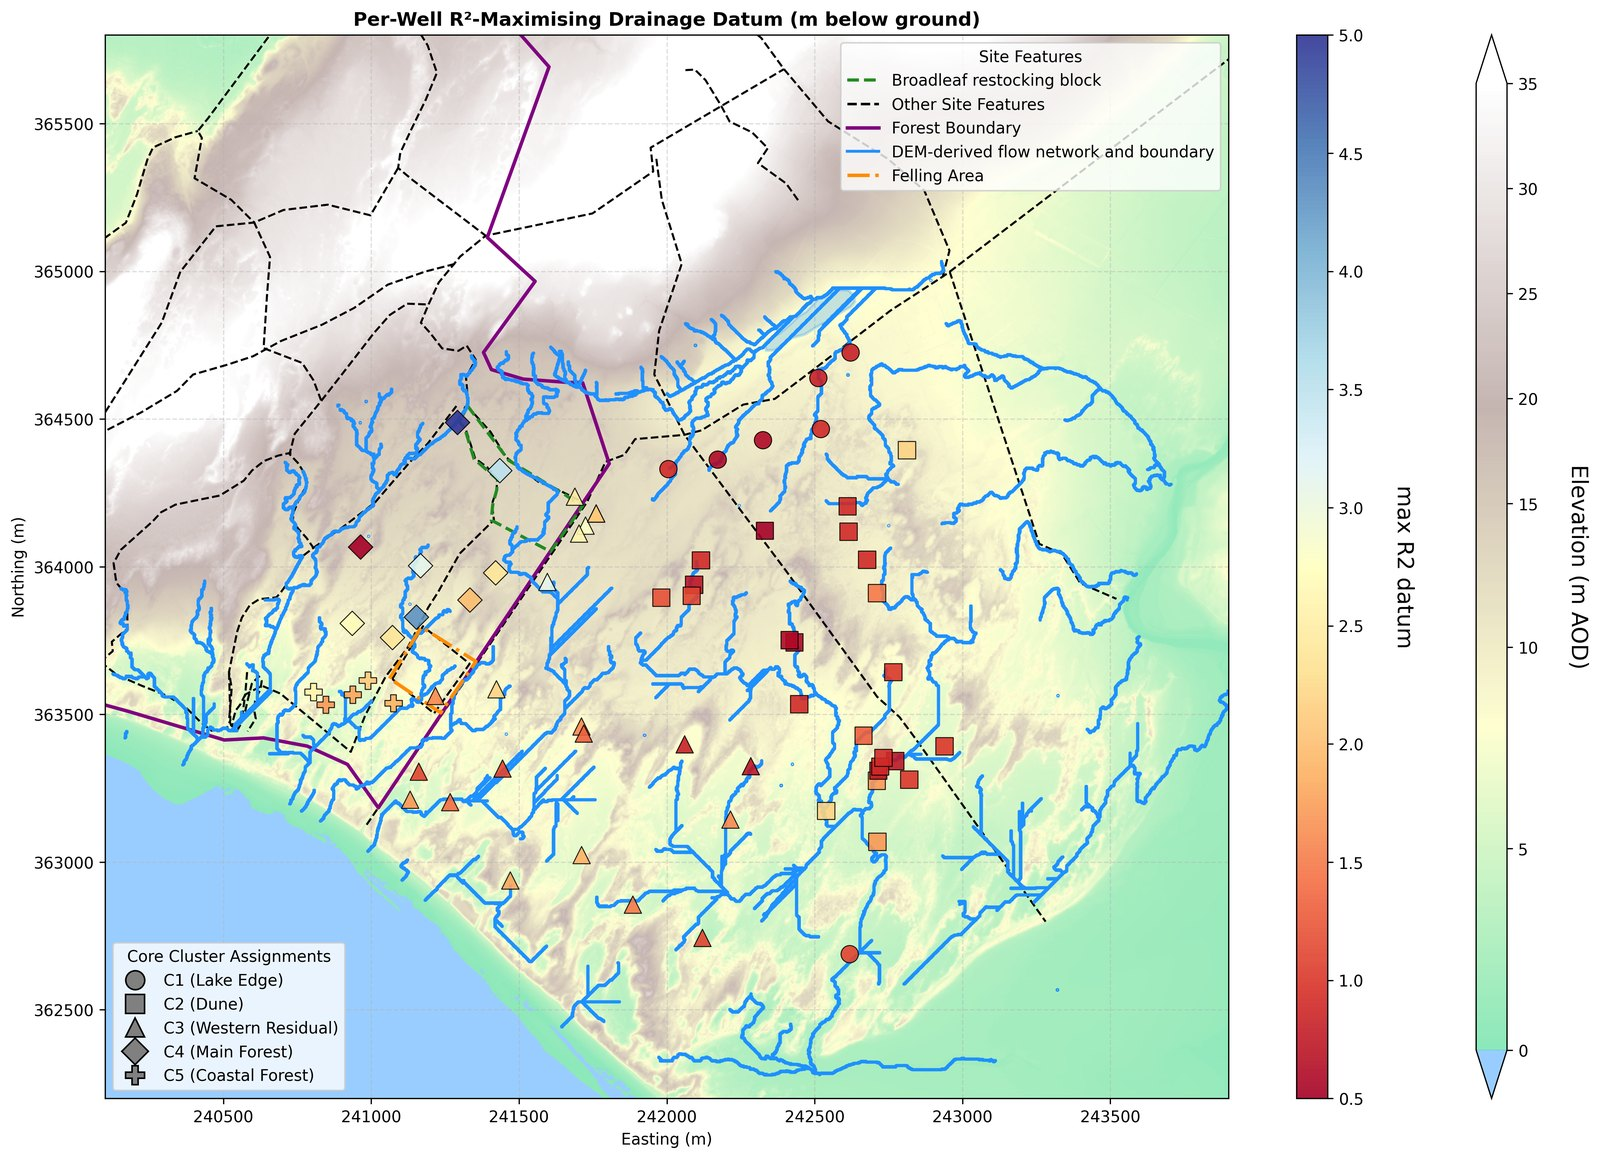 Per-Well R²-Maximising Drainage Datum (m below ground)
Site Features
Broadleaf restocking block
Other Site Features
Forest Boundary
DEM-derived flow network and boundary
Felling Area
Northing (m)
365500
365000
364500
364000
363500
363000
362500
Core Cluster Assignments
C1 (Lake Edge)
C2 (Dune)
C3 (Western Residual)
C4 (Main Forest)
C5 (Coastal Forest)
240500
241000
241500
242000
242500
243000
243500
Easting (m)
5.0
4.5
4.0
3.5
3.0
2.5
2.0
1.5
1.0
0.5
max R2 datum
35
30
25
20
15
10
5
0
Elevation (m AOD)